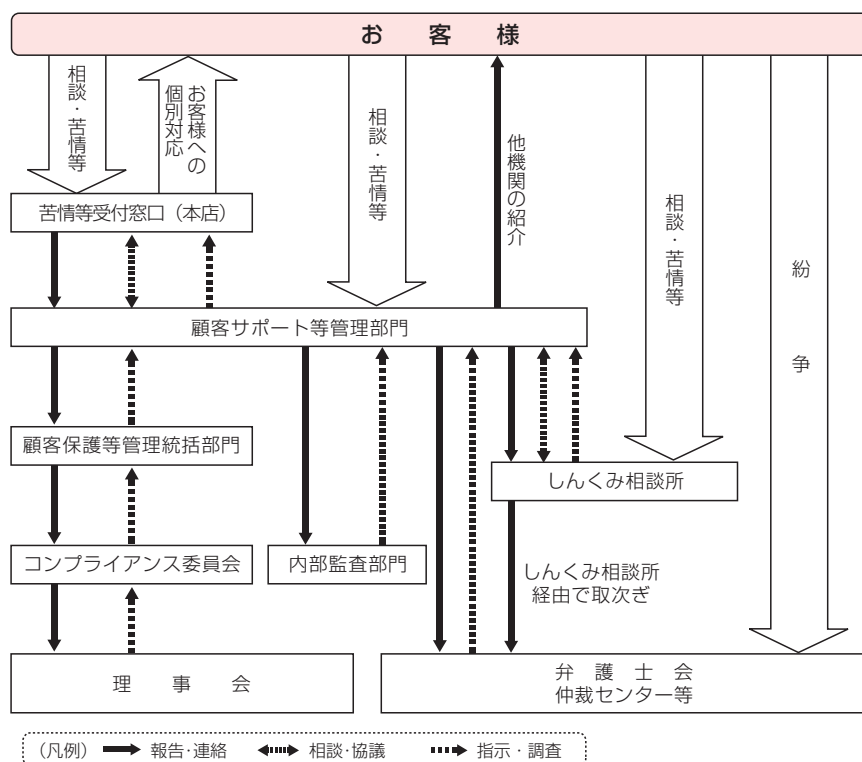 お客様
相談・苦情等
お客様への
個別対応
相談・苦情等
他機関の紹介
相談・苦情等
紛争
苦情等受付窓口（本店）
顧客サポート等管理部門
顧客保護等管理統括部門
しんくみ相談所
コンプライアンス委員会
内部監査部門
しんくみ相談所
経由で取次ぎ
理事会
弁護士会
仲裁センター等
（凡例） 報告・連絡 相談・協議 指示・調査